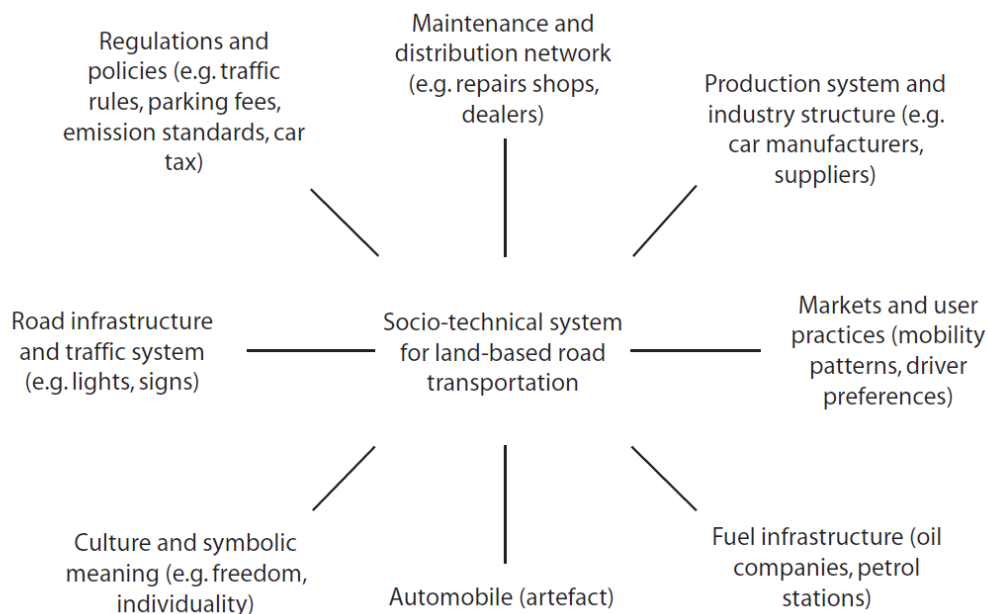 Regulations and
policies (e.g. traffic
rules, parking fees,
emission standards, car
tax)
Maintenance and
distribution network
(e.g. repairs shops,
dealers)
Production system and
industry structure (e.g.
car manufacturers,
suppliers)
Road infrastructure
and traffic system
(e.g. lights, signs)
Socio-technical system
for land-based road
transportation
Markets and user
practices (mobility
patterns, driver
preferences)
Culture and symbolic
meaning (e.g. freedom,
individuality)
Automobile (artefact)
Fuel infrastructure (oil
companies, petrol
stations)